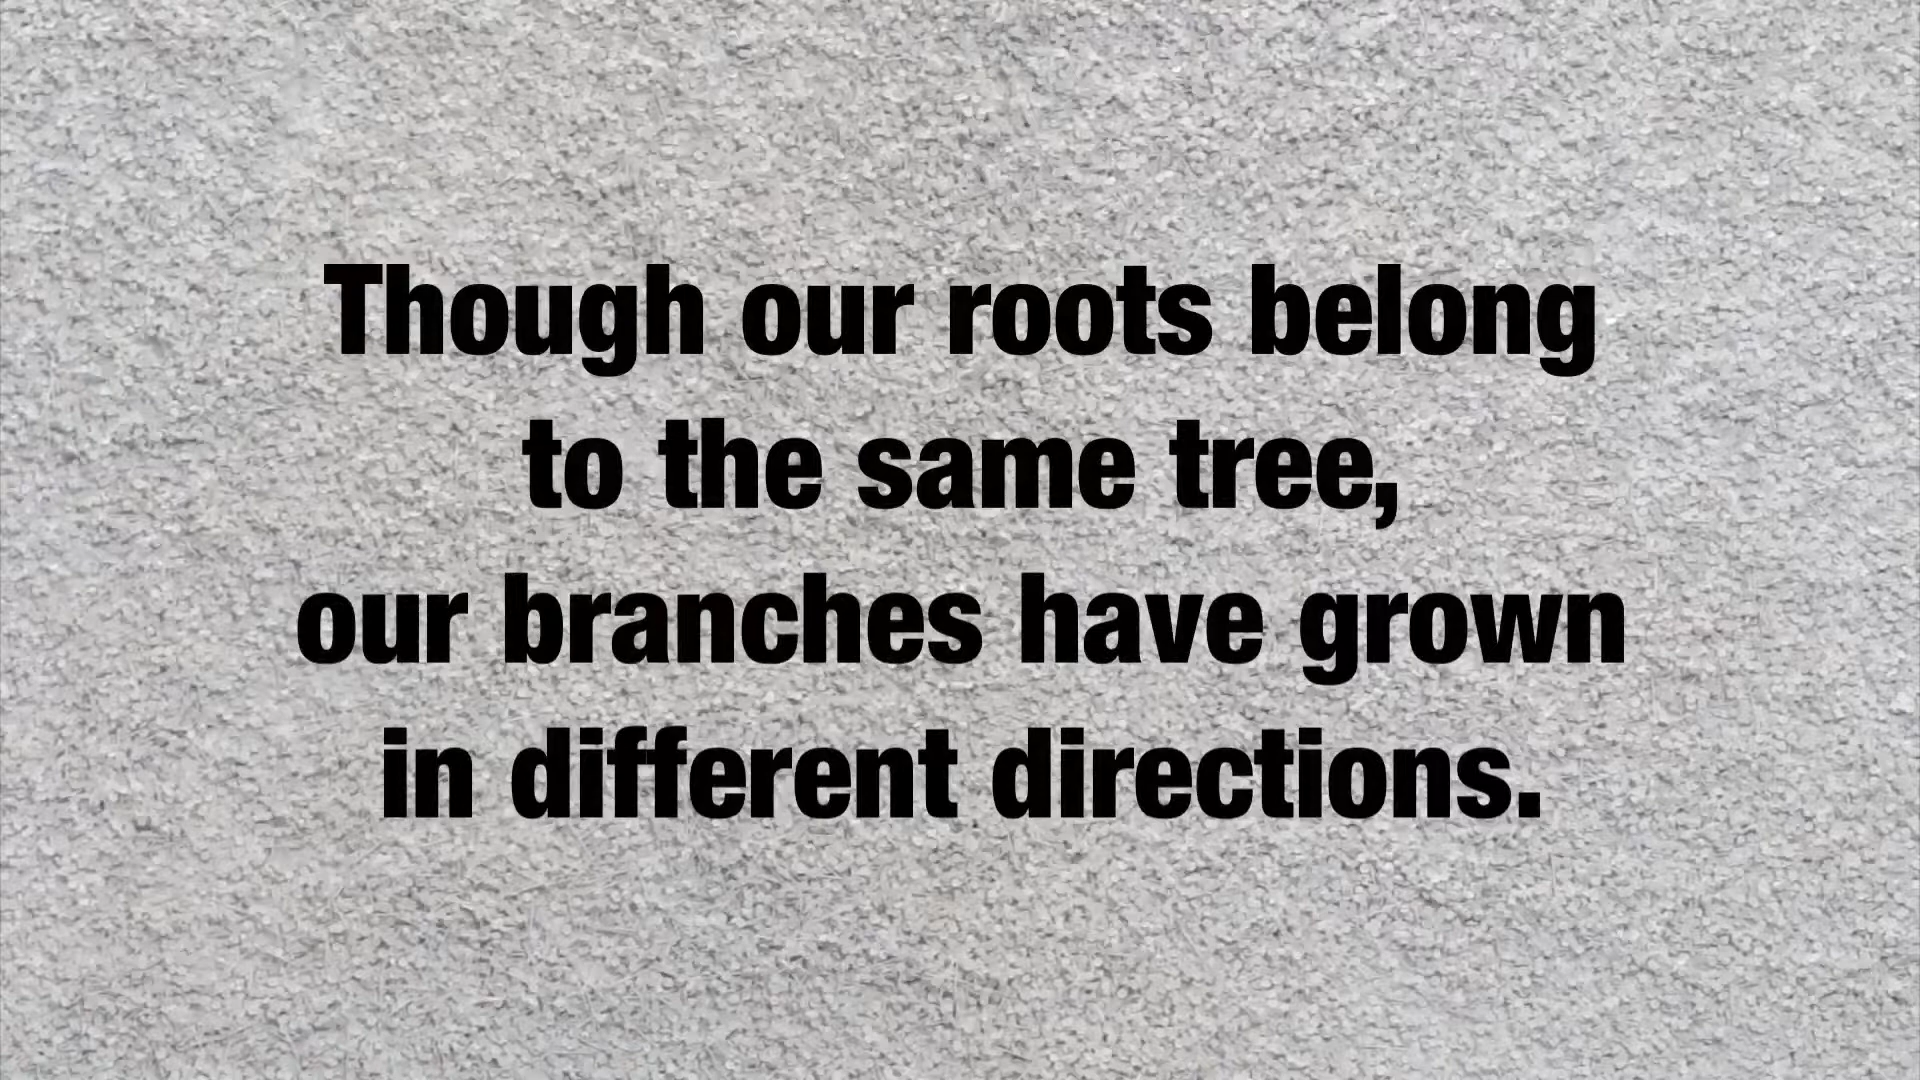 Though our roots belong
to the same tree,
our branches have grown
in different directions.